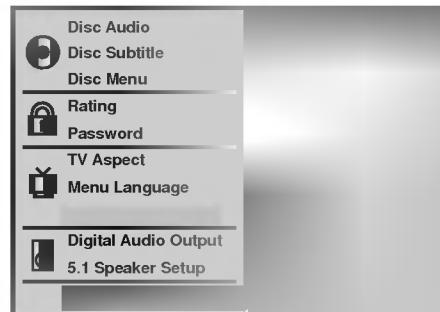 Disc Audio
Disc Subtitle
Disc Menu
Rating
Password
TV Aspect
Menu Language
Digital Audio Output
5.1 Speaker Setup